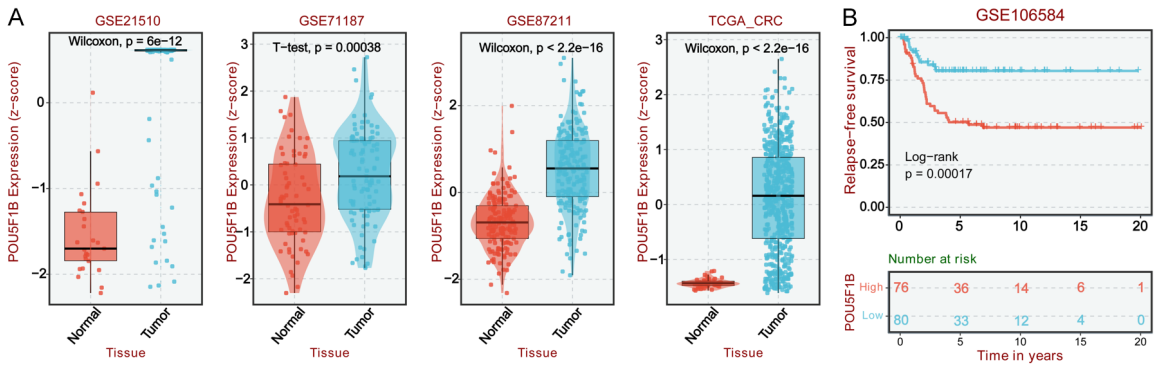 A
GSE21510
POU5F1B Expression (z−score)
Wilcoxon, p = 6e−12
0
−1
−2
Normal
Tumor
Tissue
GSE71187
POU5F1B Expression (z−score)
T−test, p = 0.00038
3
2
1
0
−1
−2
Normal
Tumor
Tissue
GSE87211
POU5F1B Expression (z−score)
Wilcoxon, p < 2.2e−16
2
0
−2
Normal
Tumor
Tissue
TCGA_CRC
POU5F1B Expression (z−score)
Wilcoxon, p < 2.2e−16
3
2
1
0
−1
Normal
Tumor
Tissue
B
GSE106584
Relapse−free survival
1.00
0.75
0.50
0.25
0.00
Log−rank
p = 0.00017
0 5 10 15 20
Number at risk
POU5F1B
High 76 36 14 6 1
Low 80 33 12 4 0
0 5 10 15 20
Time in years